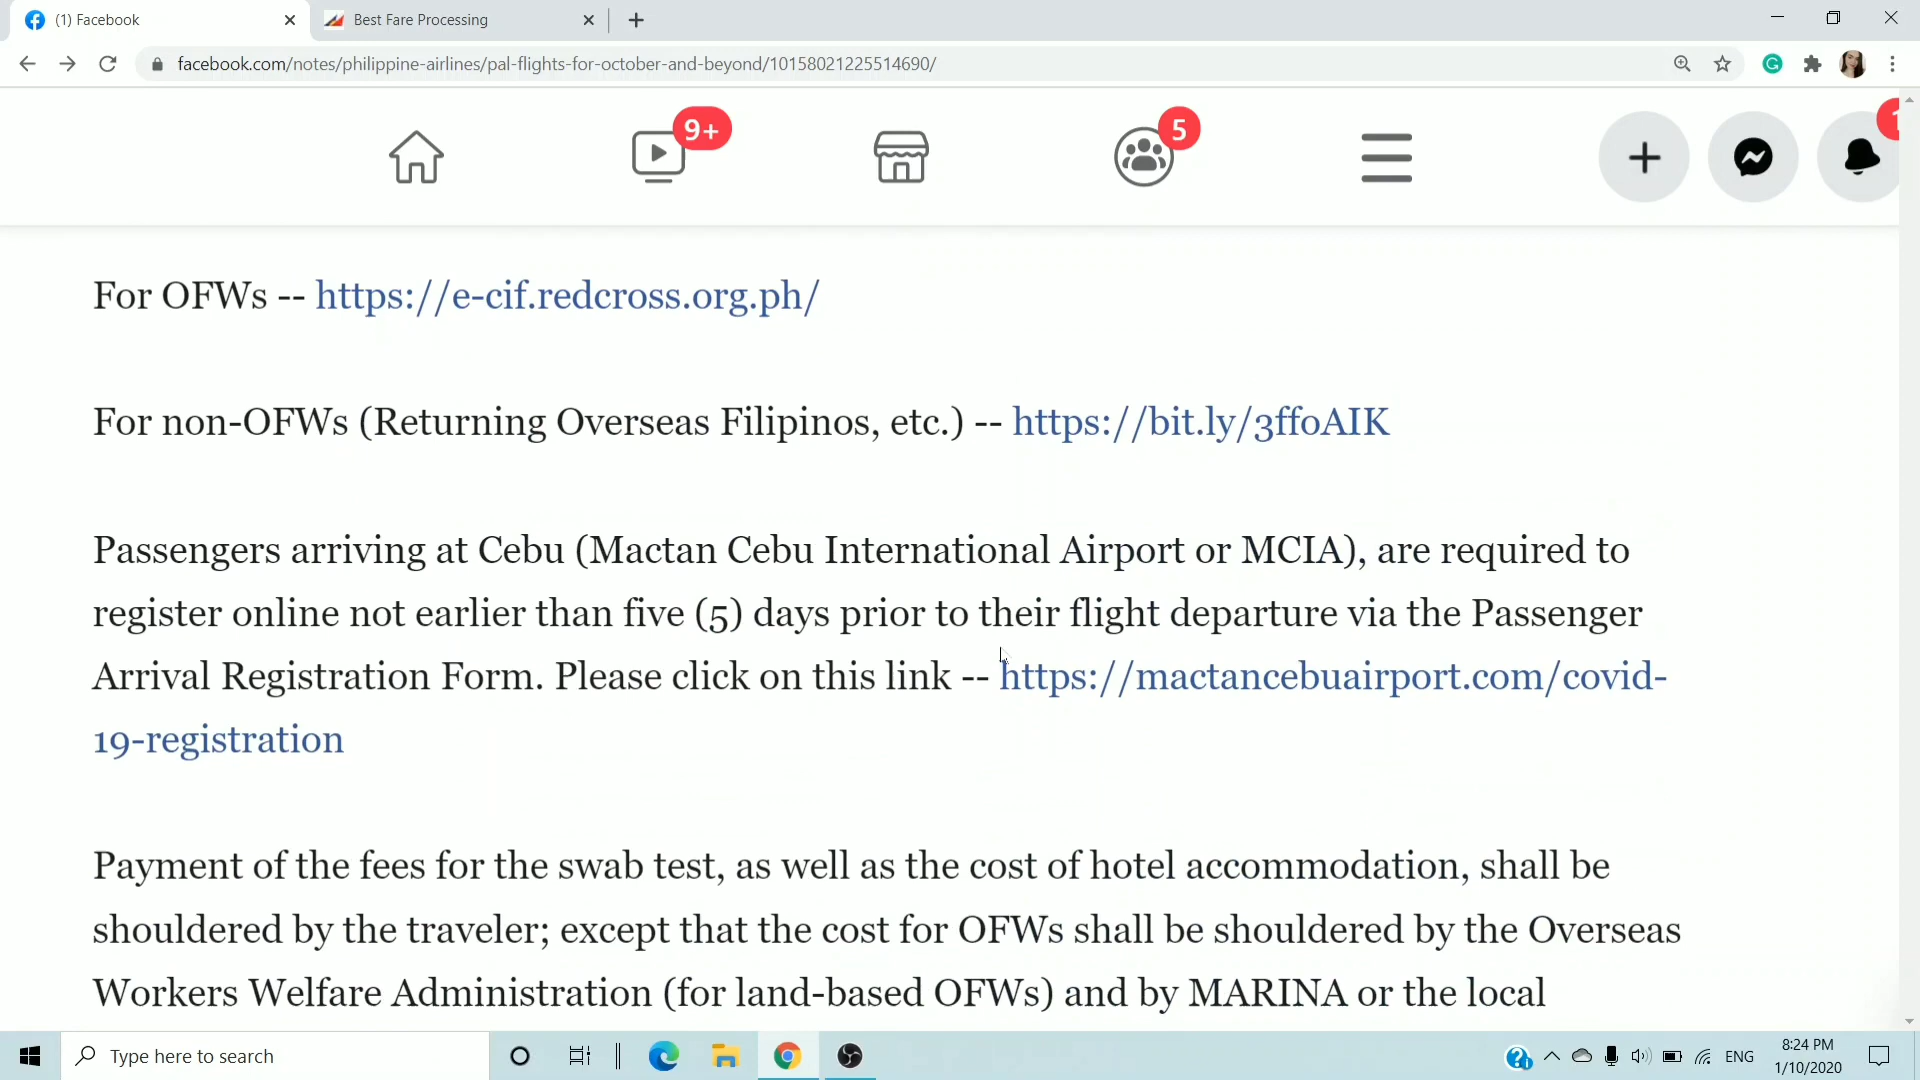 (1) Facebook
Best Fare Processing
facebook.com/notes/philippine-airlines/pal-flights-for-october-and-beyond/10158021225514690/
9+
5
1
For OFWs -- https://e-cif.redcross.org.ph/
For non-OFWs (Returning Overseas Filipinos, etc.) -- https://bit.ly/3ffoAIK
Passengers arriving at Cebu (Mactan Cebu International Airport or MCIA), are required to
register online not earlier than five (5) days prior to their flight departure via the Passenger
Arrival Registration Form. Please click on this link -- https://mactancebuairport.com/covid-
19-registration
Payment of the fees for the swab test, as well as the cost of hotel accommodation, shall be
shouldered by the traveler; except that the cost for OFWs shall be shouldered by the Overseas
Workers Welfare Administration (for land-based OFWs) and by MARINA or the local
Type here to search
ENG
8:24 PM
1/10/2020